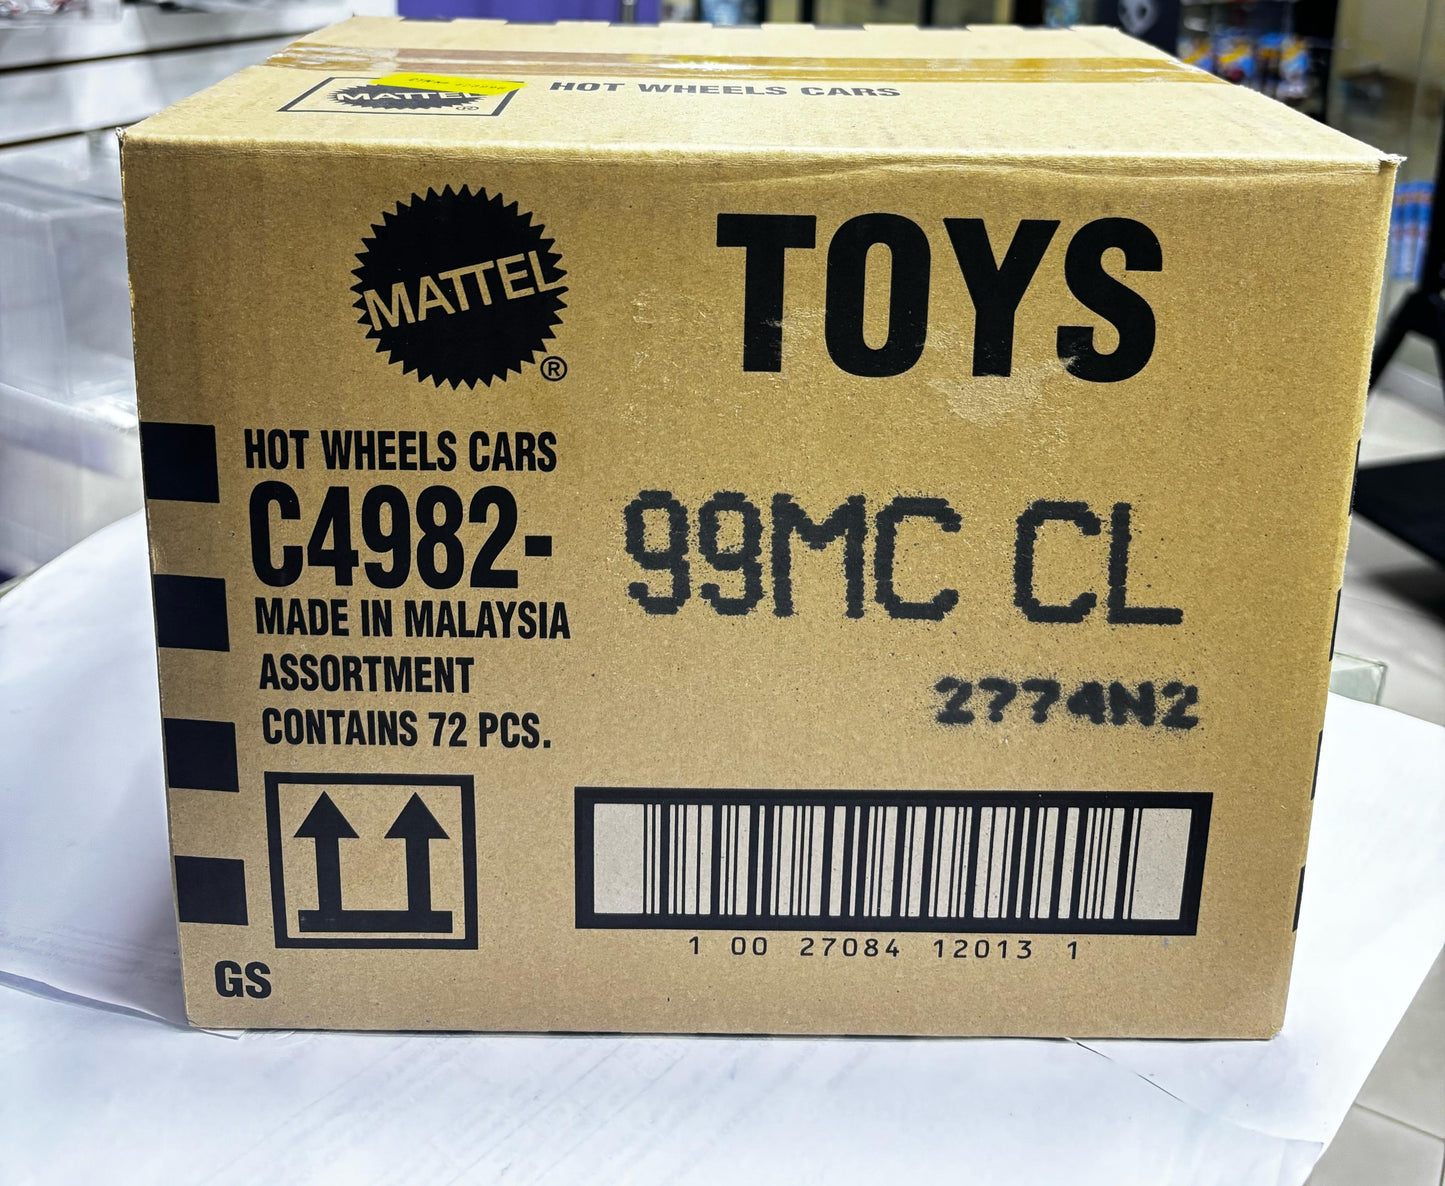 MATTEL
HOT WHEELS CARS
MATTEL®
TOYS
HOT WHEELS CARS
C4982-
99MC CL
MADE IN MALAYSIA
ASSORTMENT
2774N2
CONTAINS 72 PCS.
1 00 27084 12013 1
GS